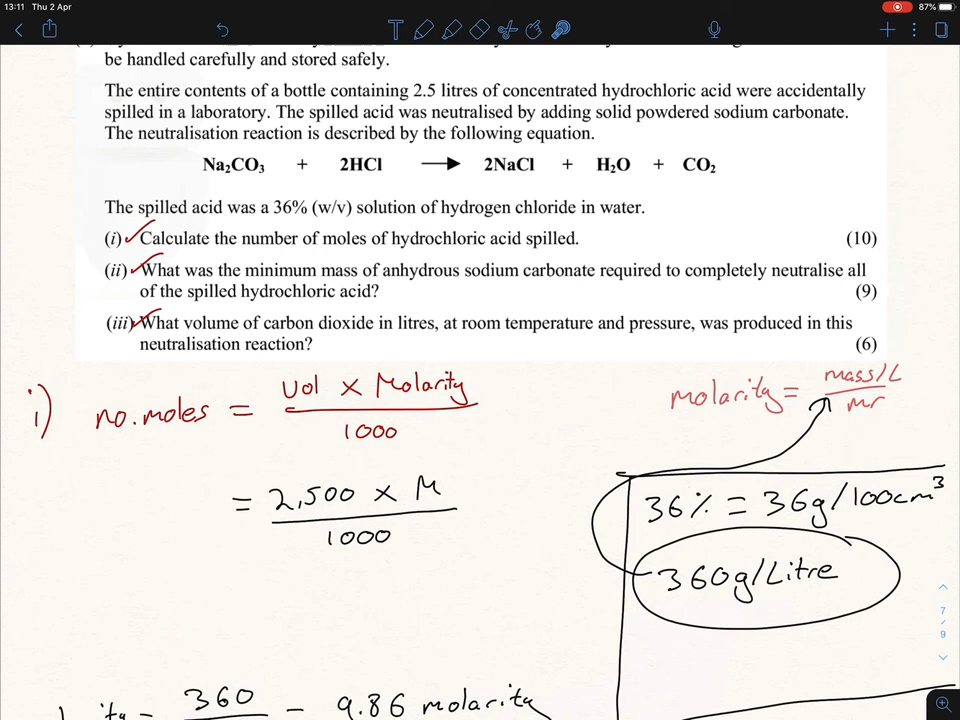 13:11 Thu 2 Apr
87%
be handled carefully and stored safely.
The entire contents of a bottle containing 2.5 litres of concentrated hydrochloric acid were accidentally
spilled in a laboratory. The spilled acid was neutralised by adding solid powdered sodium carbonate.
The neutralisation reaction is described by the following equation.
Na₂CO₃ + 2HCl ⟶ 2NaCl + H₂O + CO₂
The spilled acid was a 36% (w/v) solution of hydrogen chloride in water.
(i) Calculate the number of moles of hydrochloric acid spilled. (10)
(ii) What was the minimum mass of anhydrous sodium carbonate required to completely neutralise all
of the spilled hydrochloric acid? (9)
(iii) What volume of carbon dioxide in litres, at room temperature and pressure, was produced in this
neutralisation reaction? (6)
i) no.moles = vol x Molarity
1000
molarity = mass/L
mr
= 2,500 x M
1000
36% = 36g/100cm³
360g/Litre
7
/
9
360
= 9.86 molarity